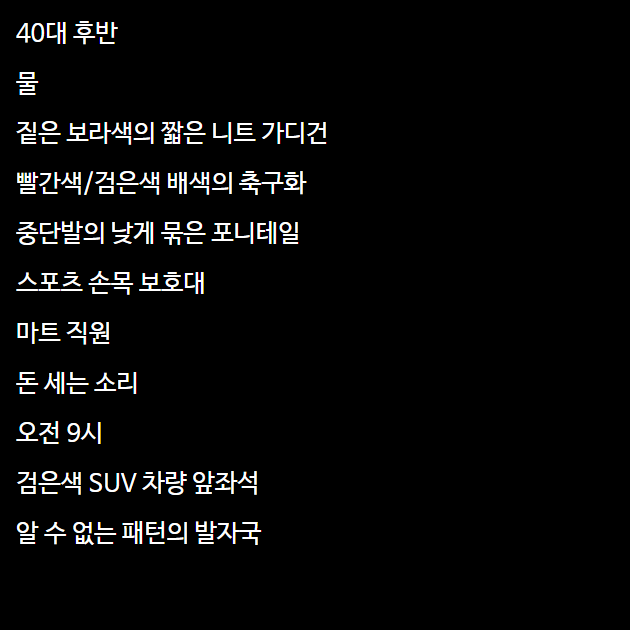 40대 후반
물
짙은 보라색의 짧은 니트 가디건
빨간색/검은색 배색의 축구화
중단발의 낮게 묶은 포니테일
스포츠 손목 보호대
마트 직원
돈 세는 소리
오전 9시
검은색 SUV 차량 앞좌석
알 수 없는 패턴의 발자국